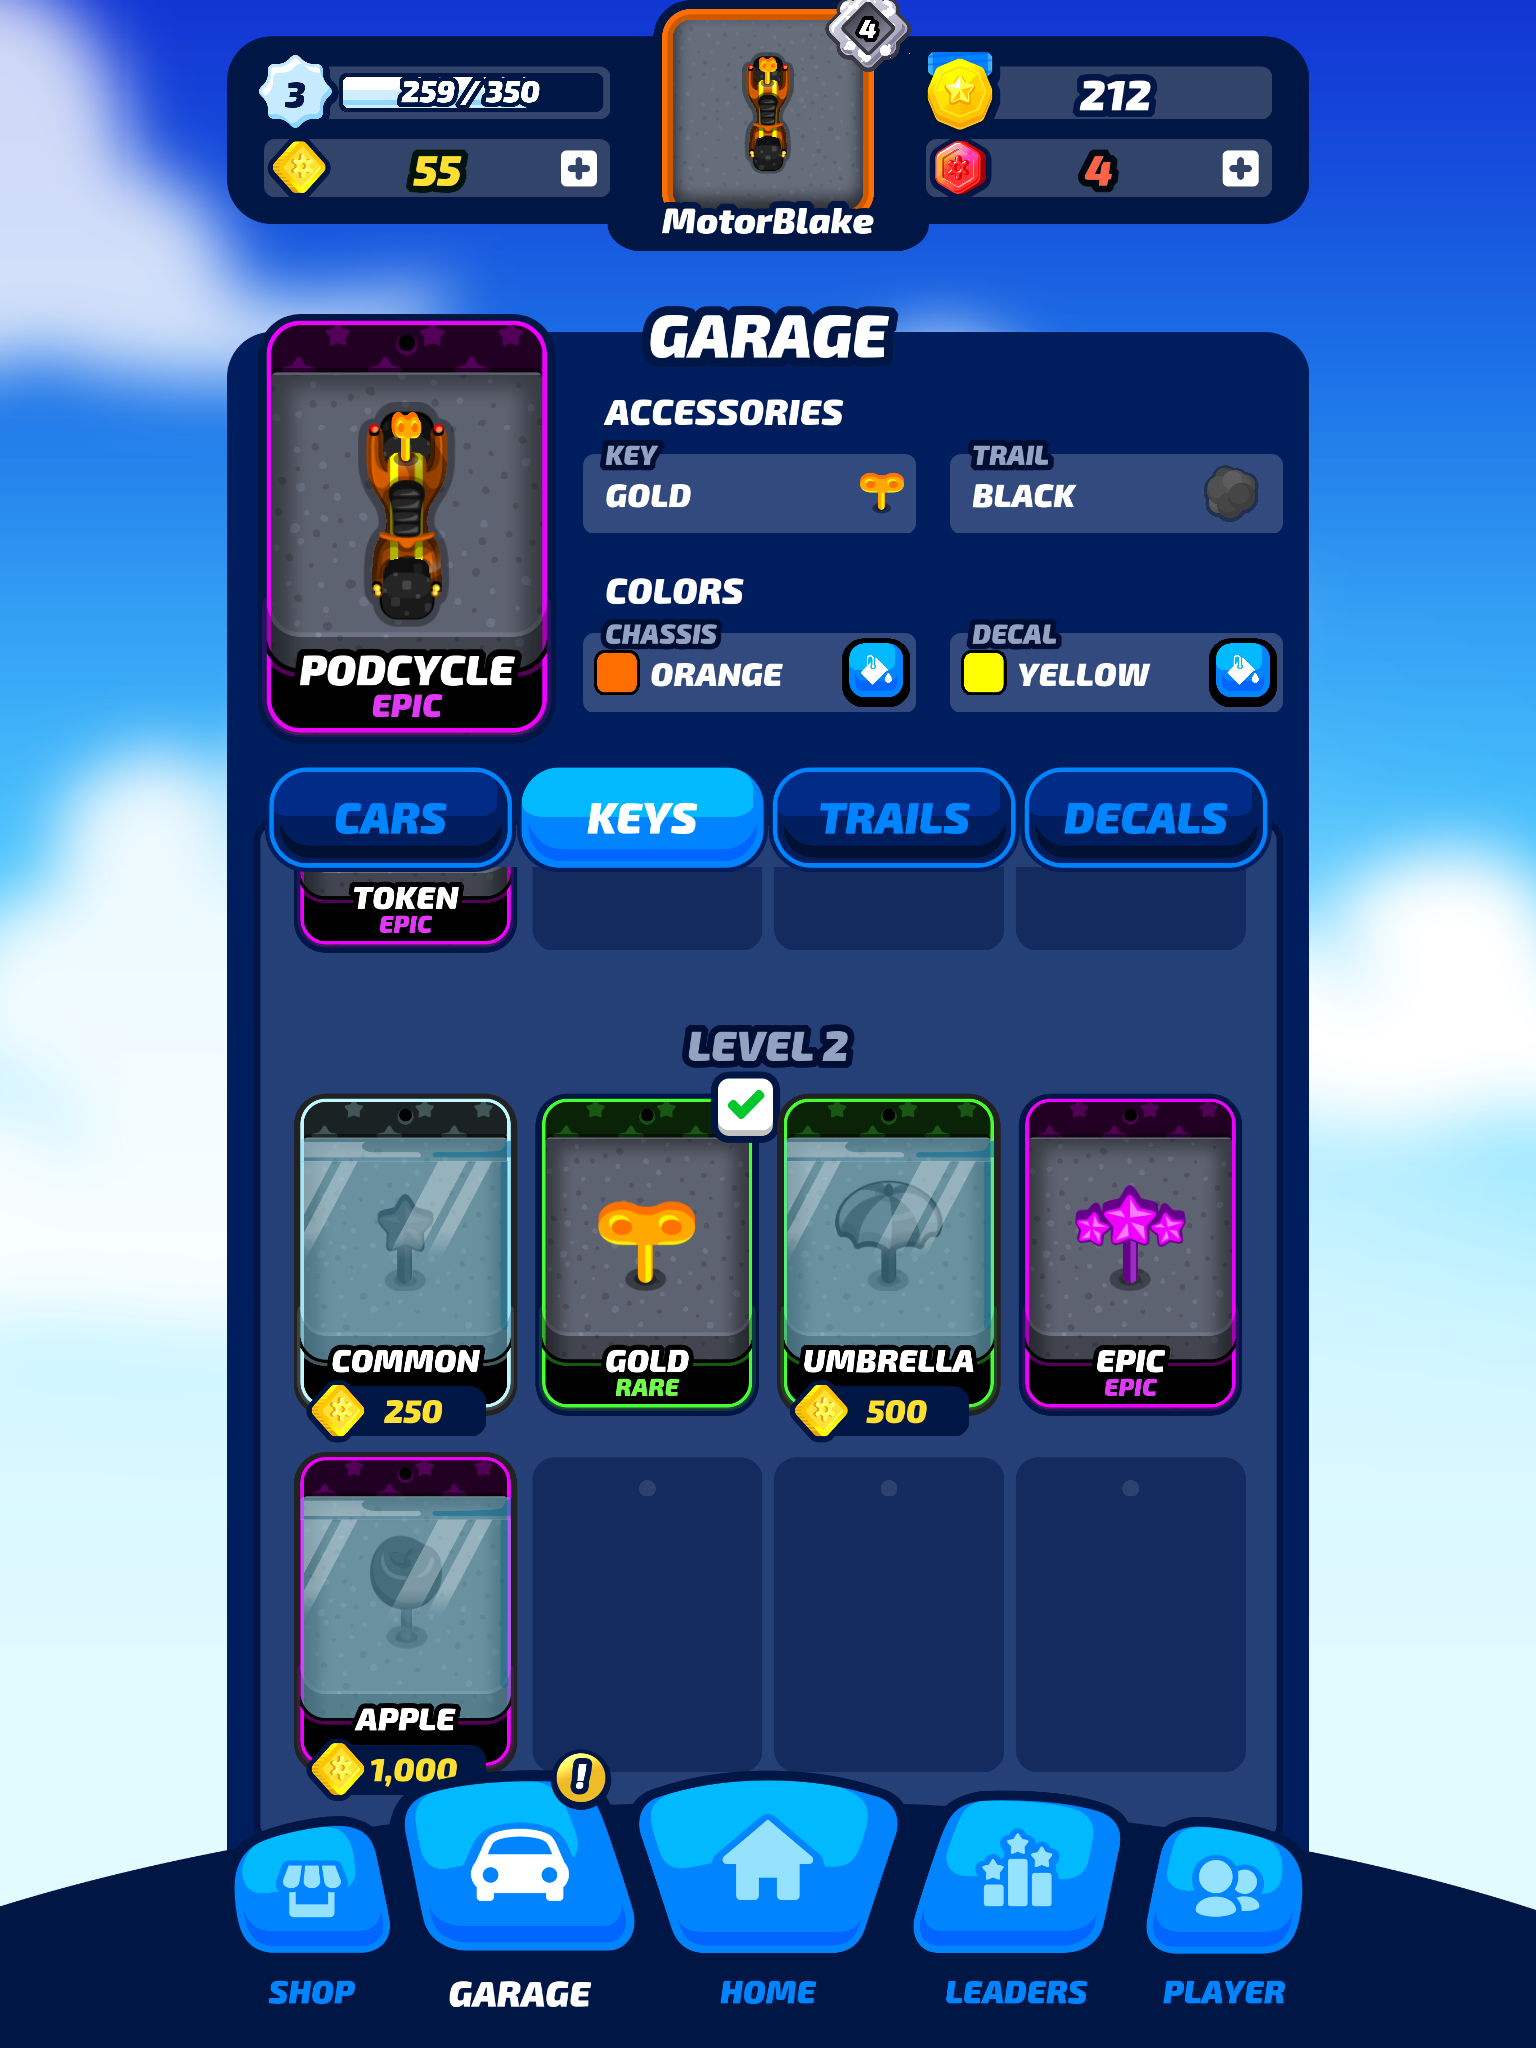 3
259/350
55
4
MotorBlake
212
4
GARAGE
ACCESSORIES
KEY
GOLD
TRAIL
BLACK
COLORS
CHASSIS
ORANGE
DECAL
YELLOW
PODCYCLE
EPIC
CARS
KEYS
TRAILS
DECALS
TOKEN
EPIC
LEVEL 2
COMMON
250
GOLD
RARE
UMBRELLA
500
EPIC
EPIC
APPLE
1,000
!
SHOP
GARAGE
HOME
LEADERS
PLAYER